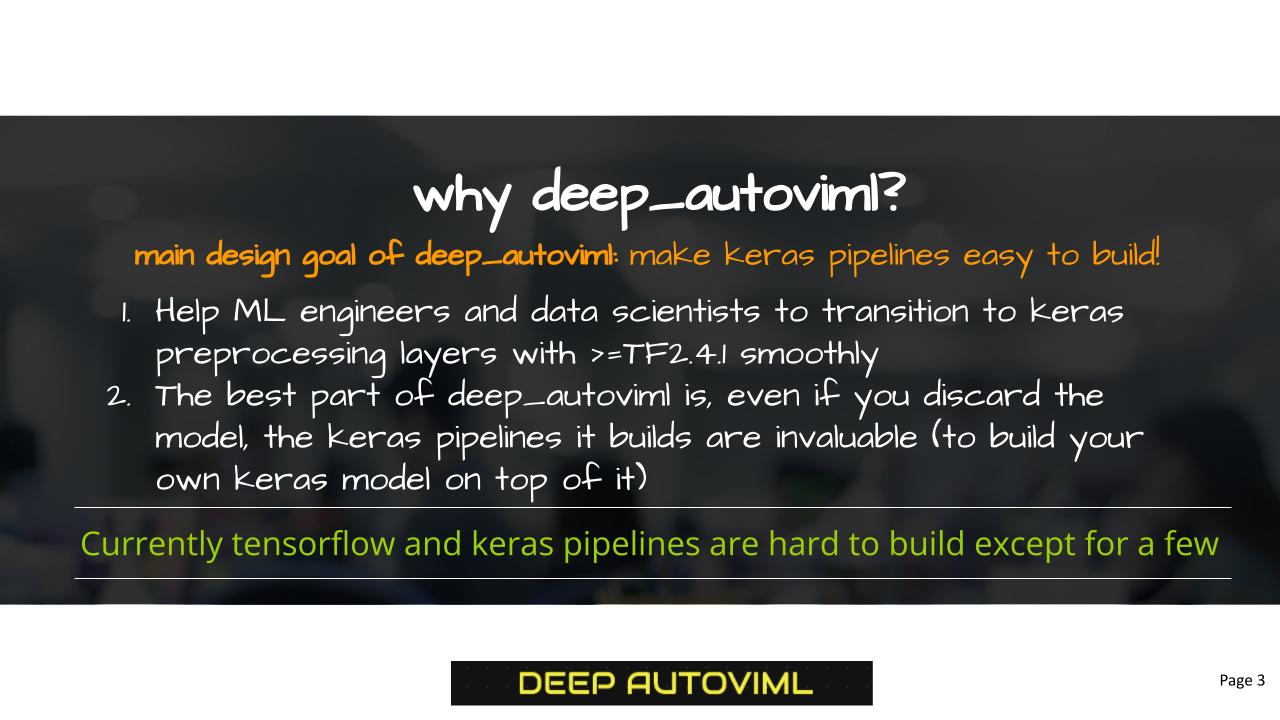 why deep_autoviml?
main design goal of deep_autoviml: make keras pipelines easy to build!
1. Help ML engineers and data scientists to transition to keras
preprocessing layers with >=TF2.4.1 smoothly
2. The best part of deep_autoviml is, even if you discard the
model, the keras pipelines it builds are invaluable (to build your
own keras model on top of it)
Currently tensorflow and keras pipelines are hard to build except for a few
DEEP AUTOVIML
Page 3